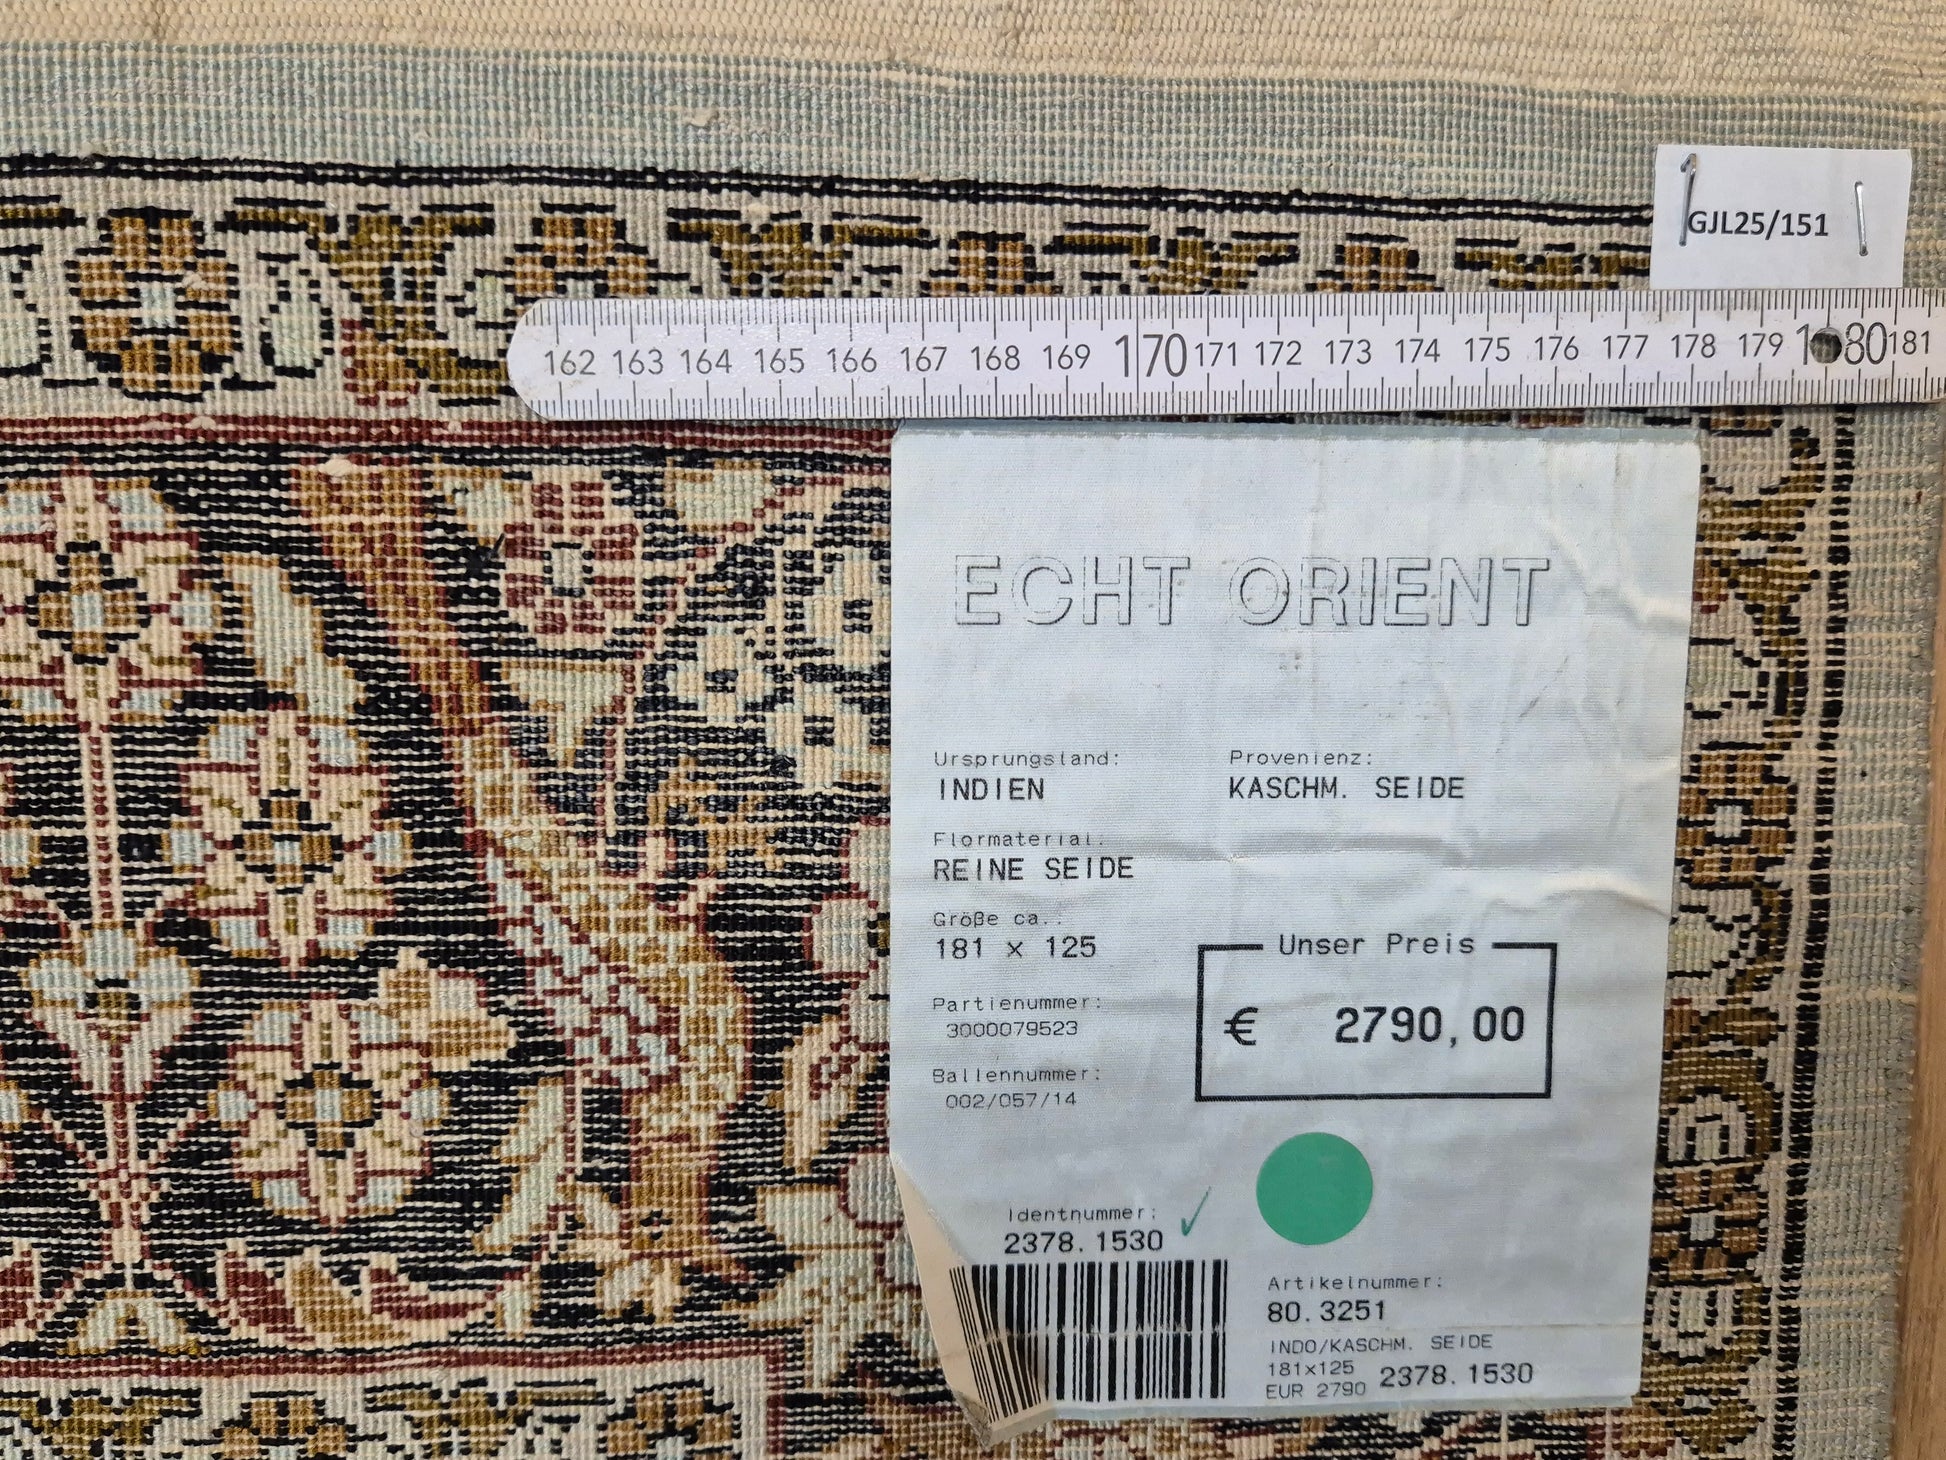 GJL25/151
162 163 164 165 166 167 168 169 170 171 172 173 174 175 176 177 178 179 180 181
ECHT ORIENT
Ursprungsland: Provenienz:
INDIEN KASCHM. SEIDE
Flormaterial:
REINE SEIDE
Größe ca.:
181 x 125
Unser Preis
€ 2790,00
Partienummer:
3000079523
Ballennummer:
002/057/14
Identnummer:
2378.1530
Artikelnummer:
80.3251
INDO/KASCHM. SEIDE
181x125 2378.1530
EUR 2790